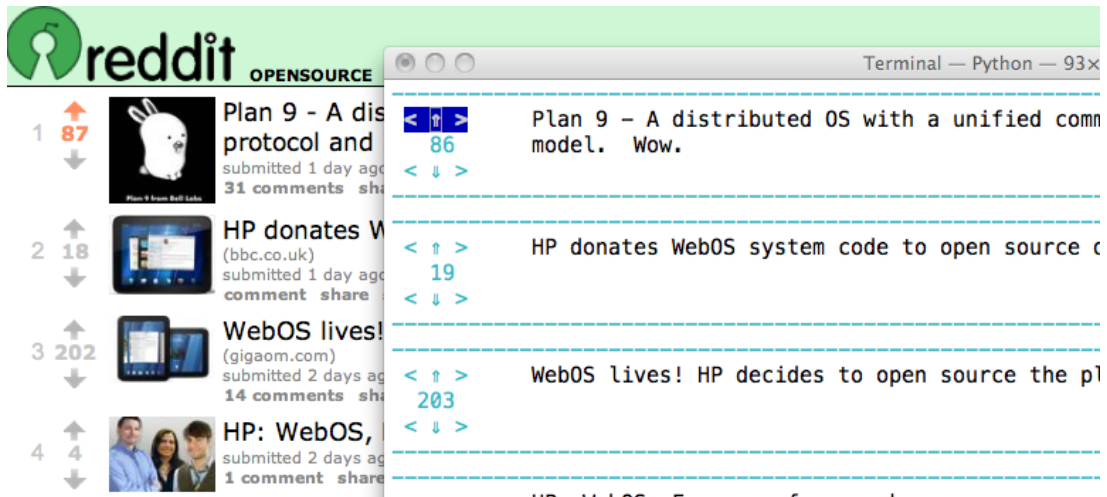 reddit OPENSOURCE
1
87
Plan 9 - A dis
protocol and
submitted 1 day ago
31 comments sha
Plan 9 from Bell Labs
2
18
HP donates W
(bbc.co.uk)
submitted 1 day ago
comment share
3
202
WebOS lives!
(gigaom.com)
submitted 2 days ag
14 comments sha
4
4
HP: WebOS,
submitted 2 days ag
1 comment share
Terminal — Python — 93×
< ⇑ > Plan 9 – A distributed OS with a unified comm
86 model. Wow.
< ⇓ >
< ⇑ > HP donates WebOS system code to open source
19
< ⇓ >
< ⇑ > WebOS lives! HP decides to open source the pl
203
< ⇓ >